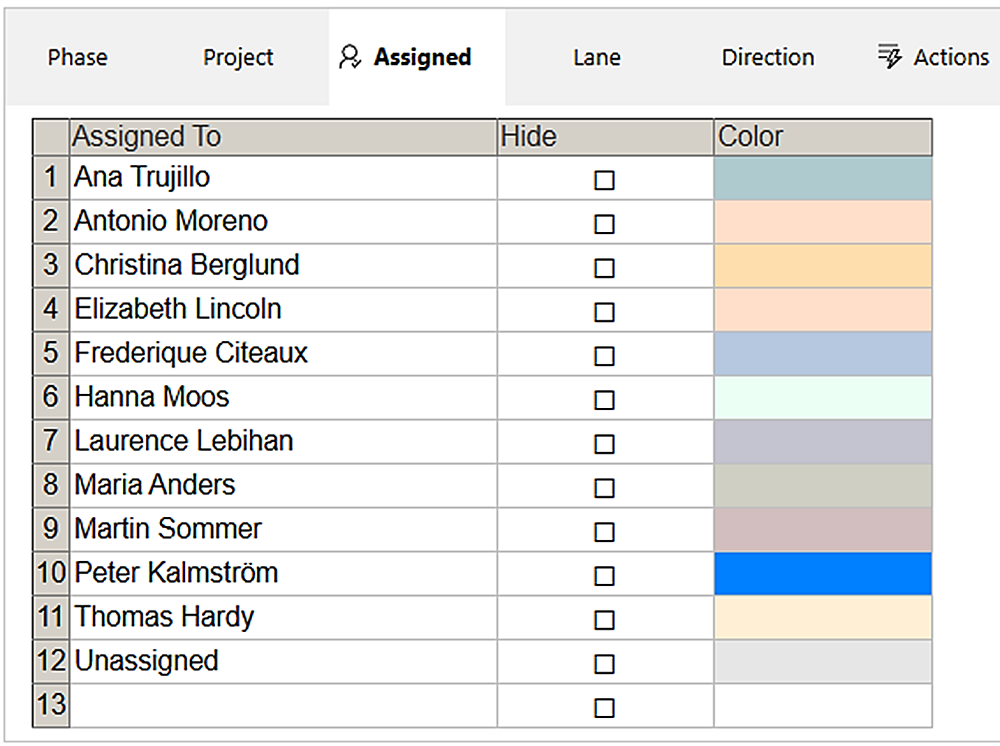 Phase Project Assigned Lane Direction Actions
Assigned To Hide Color
1 Ana Trujillo
2 Antonio Moreno
3 Christina Berglund
4 Elizabeth Lincoln
5 Frederique Citeaux
6 Hanna Moos
7 Laurence Lebihan
8 Maria Anders
9 Martin Sommer
10 Peter Kalmström
11 Thomas Hardy
12 Unassigned
13